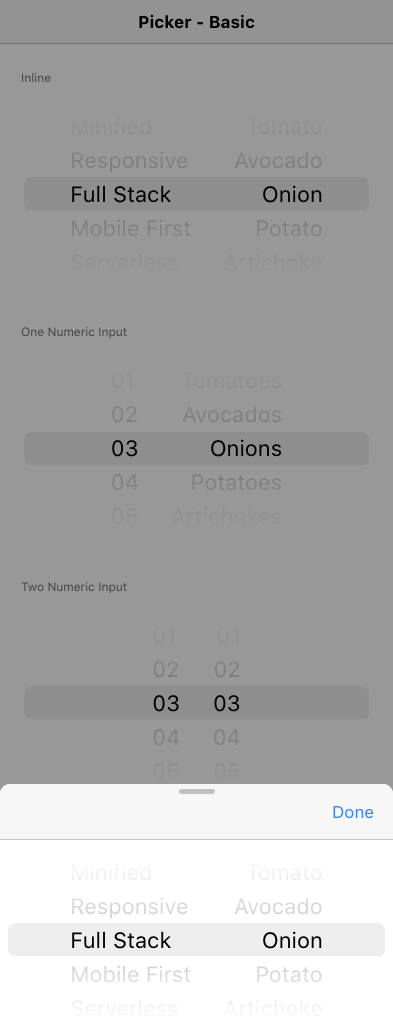 Picker - Basic
Inline
Minified Tomato
Responsive Avocado
Full Stack Onion
Mobile First Potato
Serverless Artichoke
One Numeric Input
01 Tomatoes
02 Avocados
03 Onions
04 Potatoes
05 Artichokes
Two Numeric Input
01 01
02 02
03 03
04 04
05 05
Done
Minified Tomato
Responsive Avocado
Full Stack Onion
Mobile First Potato
Serverless Artichoke